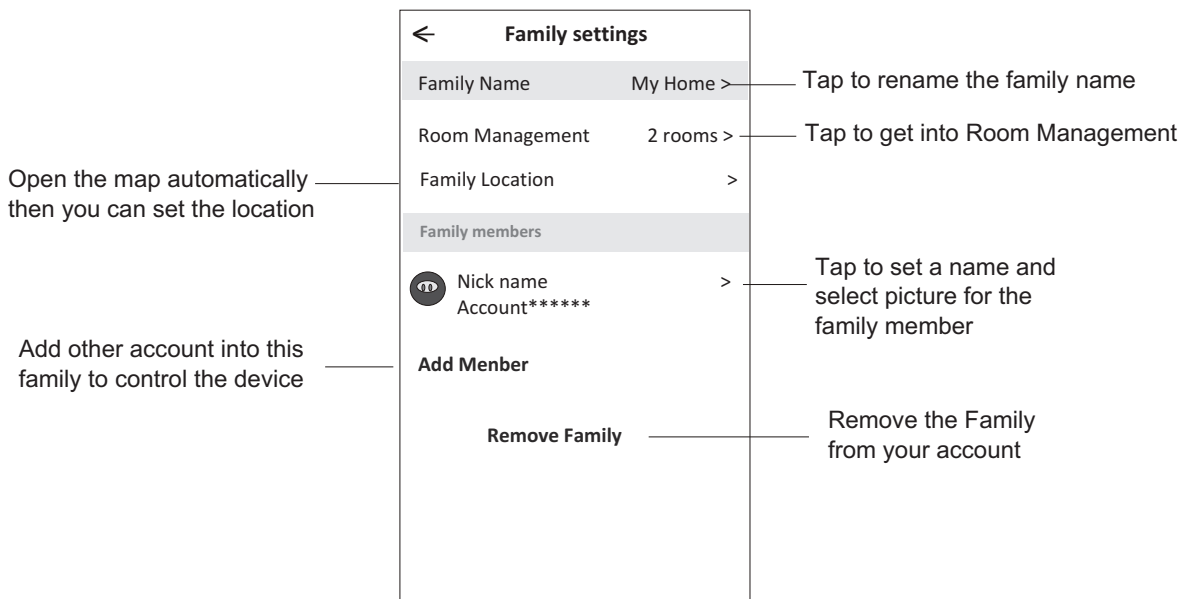 ← Family settings
Family Name My Home >
Tap to rename the family name
Room Management 2 rooms >
Tap to get into Room Management
Open the map automatically
then you can set the location
Family Location >
Family members
Nick name >
Account******
Tap to set a name and
select picture for the
family member
Add other account into this
family to control the device
Add Menber
Remove Family
Remove the Family
from your account